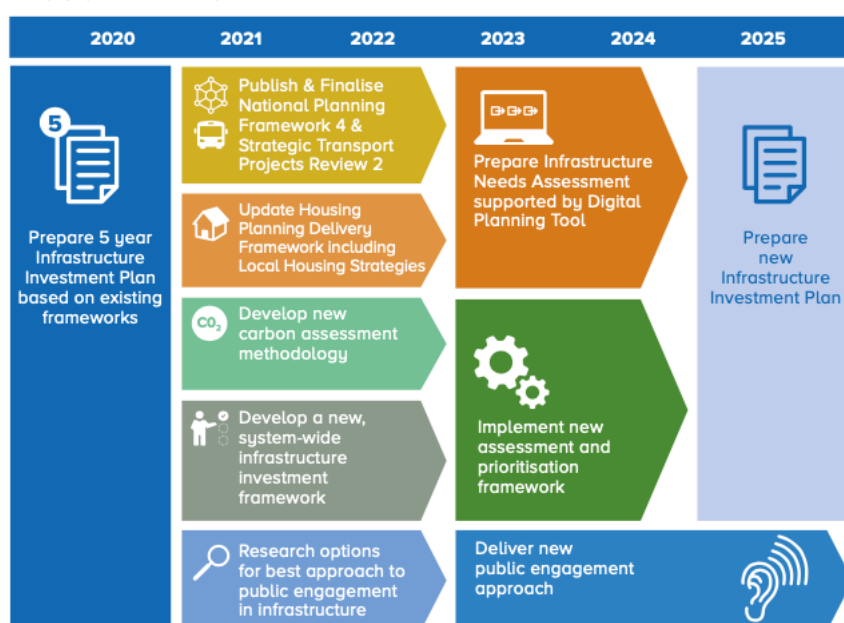 2020 2021 2022 2023 2024 2025
5
Prepare 5 year
Infrastructure
Investment Plan
based on existing
frameworks
Publish & Finalise
National Planning
Framework 4 &
Strategic Transport
Projects Review 2
Update Housing
Planning Delivery
Framework including
Local Housing Strategies
CO₂
Develop new
carbon assessment
methodology
Develop a new,
system-wide
infrastructure
investment
framework
Research options
for best approach to
public engagement
in infrastructure
Prepare Infrastructure
Needs Assessment
supported by Digital
Planning Tool
Implement new
assessment and
prioritisation
framework
Deliver new
public engagement
approach
Prepare
new
Infrastructure
Investment Plan